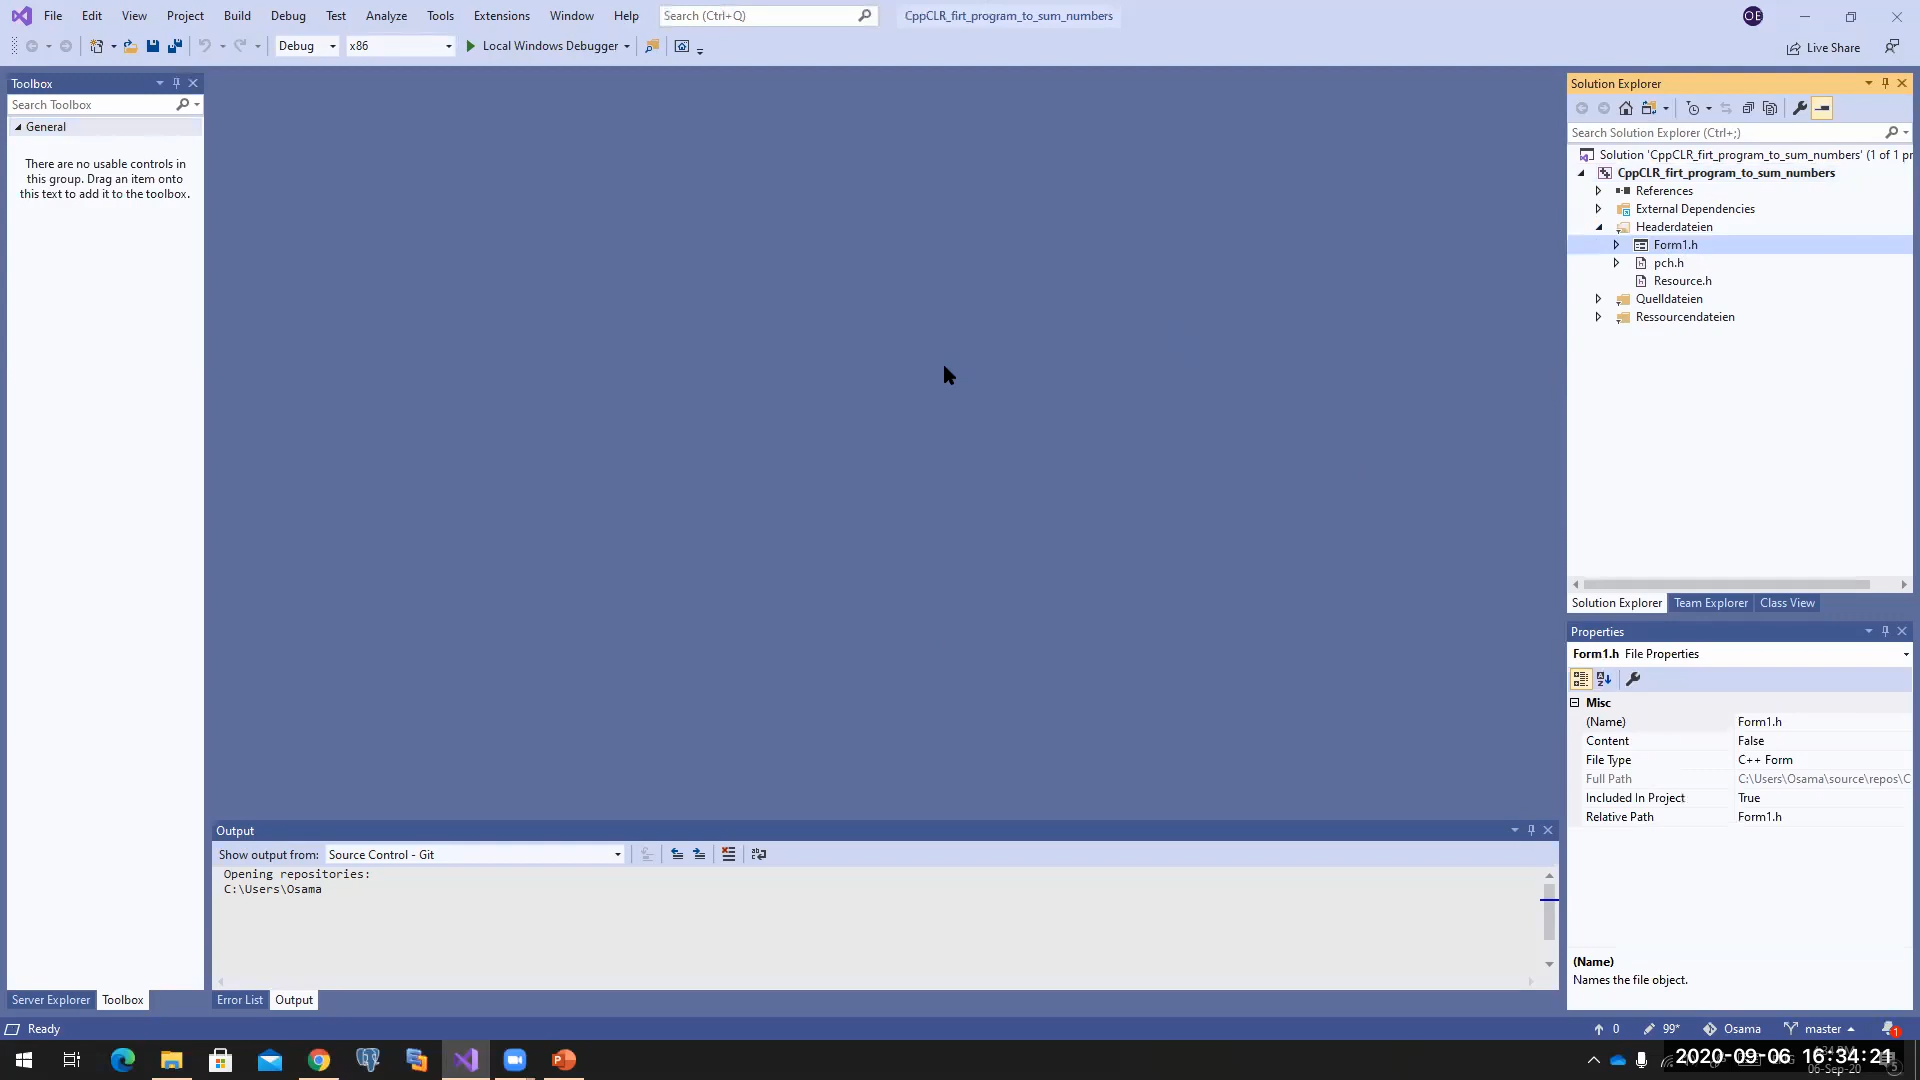 File Edit View Project Build Debug Test Analyze Tools Extensions Window Help Search (Ctrl+Q) CppCLR_firt_program_to_sum_numbers OE
Debug x86 Local Windows Debugger Live Share
Toolbox
Search Toolbox
General
There are no usable controls in
this group. Drag an item onto
this text to add it to the toolbox.
Server Explorer Toolbox
Output
Show output from: Source Control - Git
Opening repositories:
C:\Users\Osama
Error List Output
Solution Explorer
Search Solution Explorer (Ctrl+;)
Solution 'CppCLR_firt_program_to_sum_numbers' (1 of 1 pr
CppCLR_firt_program_to_sum_numbers
References
External Dependencies
Headerdateien
Form1.h
pch.h
Resource.h
Quelldateien
Ressourcendateien
Solution Explorer Team Explorer Class View
Properties
Form1.h File Properties
Misc
(Name) Form1.h
Content False
File Type C++ Form
Full Path C:\Users\Osama\source\repos\C
Included In Project True
Relative Path Form1.h
(Name)
Names the file object.
Ready 0 99* Osama master 1
2020-09-06 16:34:21
06-Sep-20 5